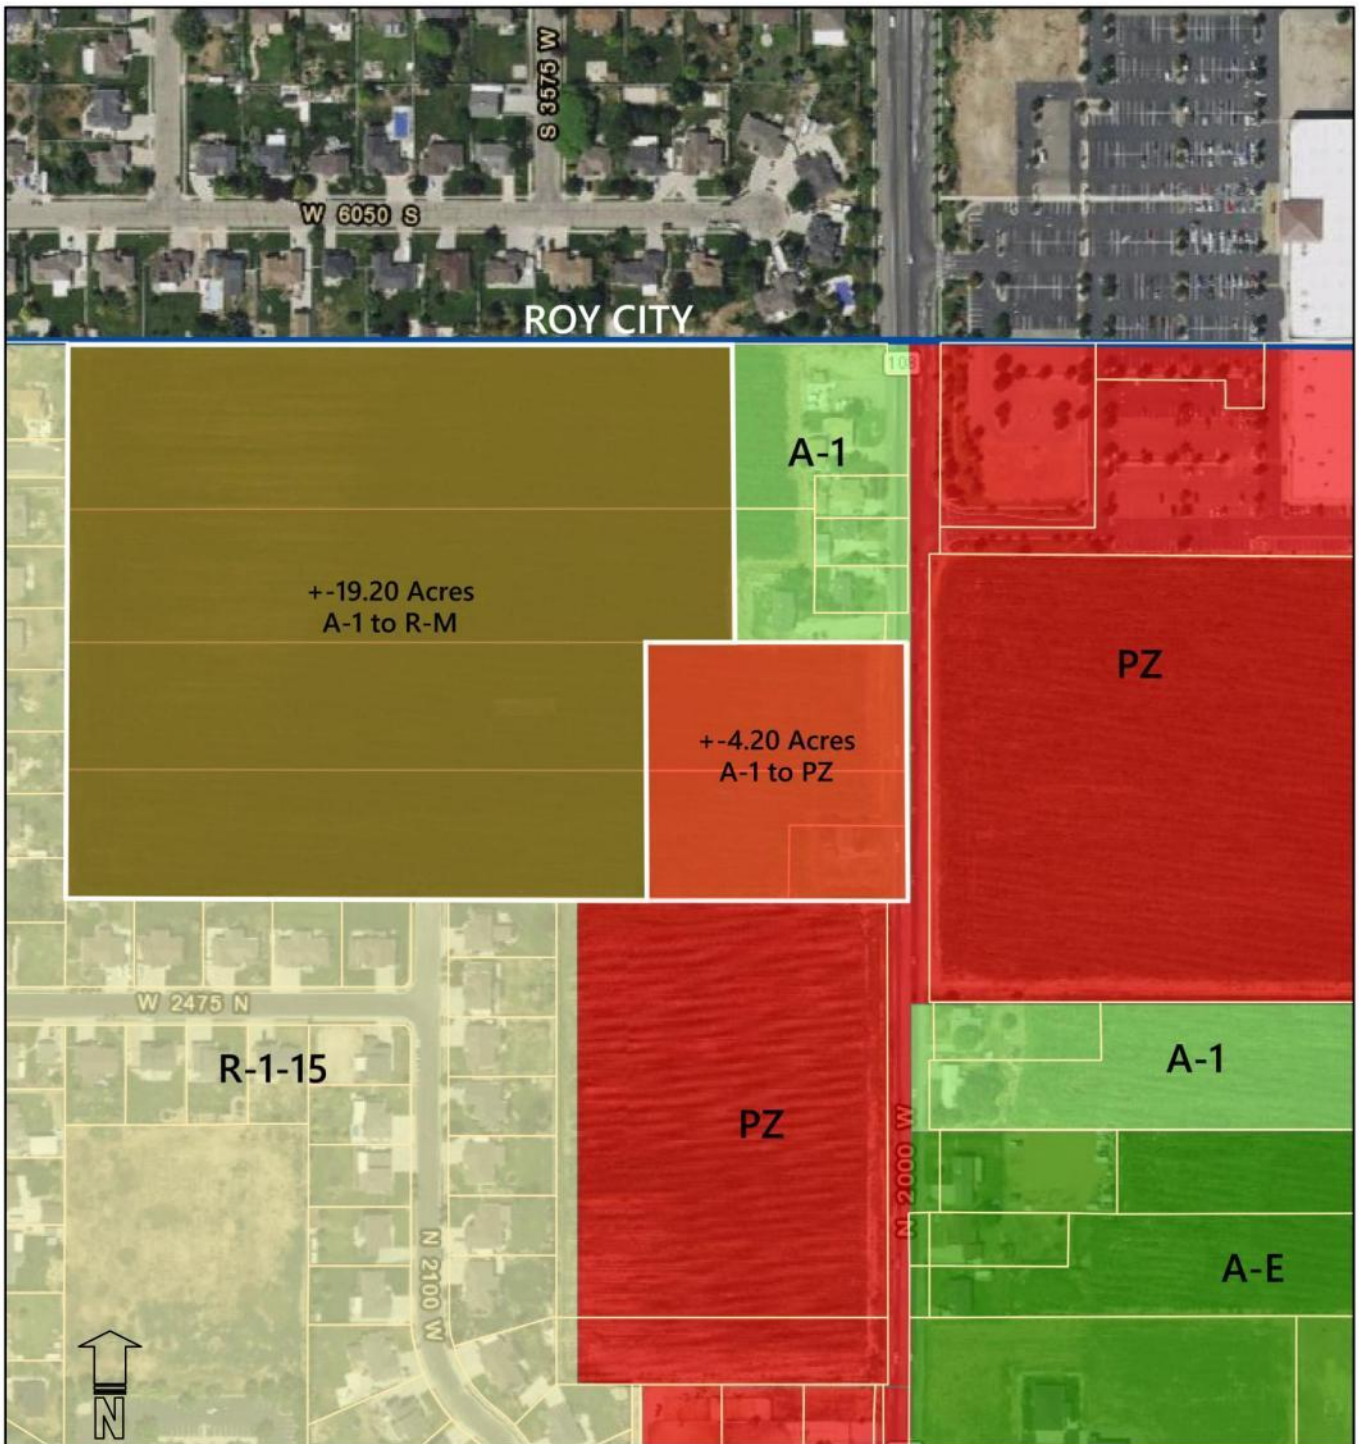 S 3575 W
W 6050 S
ROY CITY
108
A-1
+-19.20 Acres
A-1 to R-M
PZ
+-4.20 Acres
A-1 to PZ
W 2475 N
R-1-15
A-1
PZ
N 2000 W
N 2100 W
A-E
N